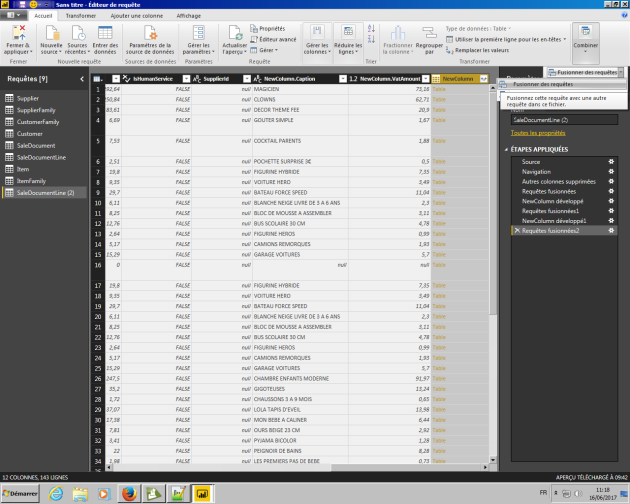 Sans titre - Éditeur de requête
Accueil Transformer Ajouter une colonne Affichage
Fermer & appliquer Nouvelle source Sources récentes Entrer des données Paramètres de la source de données Gérer les paramètres Actualiser l'aperçu Propriétés Éditeur avancé Gérer Gérer les colonnes Réduire les lignes Fractionner la colonne Regrouper par Type de données : Table Utiliser la première ligne pour les en-têtes Remplacer les valeurs Combiner
Fermer Nouvelle requête Sources de données Paramètres Requête Trier Transformer
Fusionner des requêtes
Fusionner des requêtes
Fusionnez cette requête avec une autre
requête dans ce fichier.
Requêtes [9]
Supplier
SupplierFamily
CustomerFamily
Customer
SaleDocument
SaleDocumentLine
Item
ItemFamily
SaleDocumentLine (2)
IsHumanService SupplierId NewColumn.Caption 1.2 NewColumn.VatAmount NewColumn
1 FALSE null MAGICIEN 73,16 Table
2 FALSE null CLOWNS 62,71 Table
3 FALSE null DECOR THEME FEE 20,9 Table
4 6,69 FALSE null GOUTER SIMPLE 1,67 Table
5 7,53 FALSE null COCKTAIL PARENTS 1,88 Table
6 2,51 FALSE null POCHETTE SURPRISE 3€ 0,5 Table
7 19,8 FALSE null FIGURINE HYBRIDE 7,35 Table
8 9,35 FALSE null VOITURE HERO 3,49 Table
9 29,7 FALSE null BATEAU FORCE SPEED 11,04 Table
10 6,11 FALSE null BLANCHE NEIGE LIVRE DE 3 A 6 ANS 2,3 Table
11 8,25 FALSE null BLOC DE MOUSSE A ASSEMBLER 3,11 Table
12 12,76 FALSE null BUS SCOLAIRE 30 CM 4,78 Table
13 2,64 FALSE null FIGURINE HEROS 0,99 Table
14 5,17 FALSE null CAMIONS REMORQUES 1,93 Table
15 15,29 FALSE null GARAGE VOITURES 5,7 Table
16 0 FALSE null null null Table
17 19,8 FALSE null FIGURINE HYBRIDE 7,35 Table
18 9,35 FALSE null VOITURE HERO 3,49 Table
19 29,7 FALSE null BATEAU FORCE SPEED 11,04 Table
20 6,11 FALSE null BLANCHE NEIGE LIVRE DE 3 A 6 ANS 2,3 Table
21 8,25 FALSE null BLOC DE MOUSSE A ASSEMBLER 3,11 Table
22 12,76 FALSE null BUS SCOLAIRE 30 CM 4,78 Table
23 2,64 FALSE null FIGURINE HEROS 0,99 Table
24 5,17 FALSE null CAMIONS REMORQUES 1,93 Table
25 15,29 FALSE null GARAGE VOITURES 5,7 Table
26 247,5 FALSE null CHAMBRE ENFANTS MODERNE 91,97 Table
27 35,2 FALSE null GIGOTEUSES 13,24 Table
28 1,72 FALSE null CHAUSSONS 3 A 9 MOIS 0,65 Table
29 37,07 FALSE null LOLA TAPIS D'EVEIL 13,98 Table
30 17,38 FALSE null MON BEBE A CALINER 6,44 Table
31 7,81 FALSE null OURS BEIGE 23 CM 2,92 Table
32 3,41 FALSE null PYJAMA BICOLOR 1,28 Table
33 22 FALSE null PEIGNOIR DE BAIN 8,28 Table
34 1,98 FALSE null LES PREMIERS PAS DE BEBE 0,73 Table
SaleDocumentLine (2)
Toutes les propriétés
ÉTAPES APPLIQUÉES
Source
Navigation
Autres colonnes supprimées
Requêtes fusionnées
NewColumn développé
Requêtes fusionnées1
NewColumn développé1
Requêtes fusionnées2
12 COLONNES, 143 LIGNES
APERÇU TÉLÉCHARGÉ À 09:42
Démarrer
FR
11:18
16/06/2017